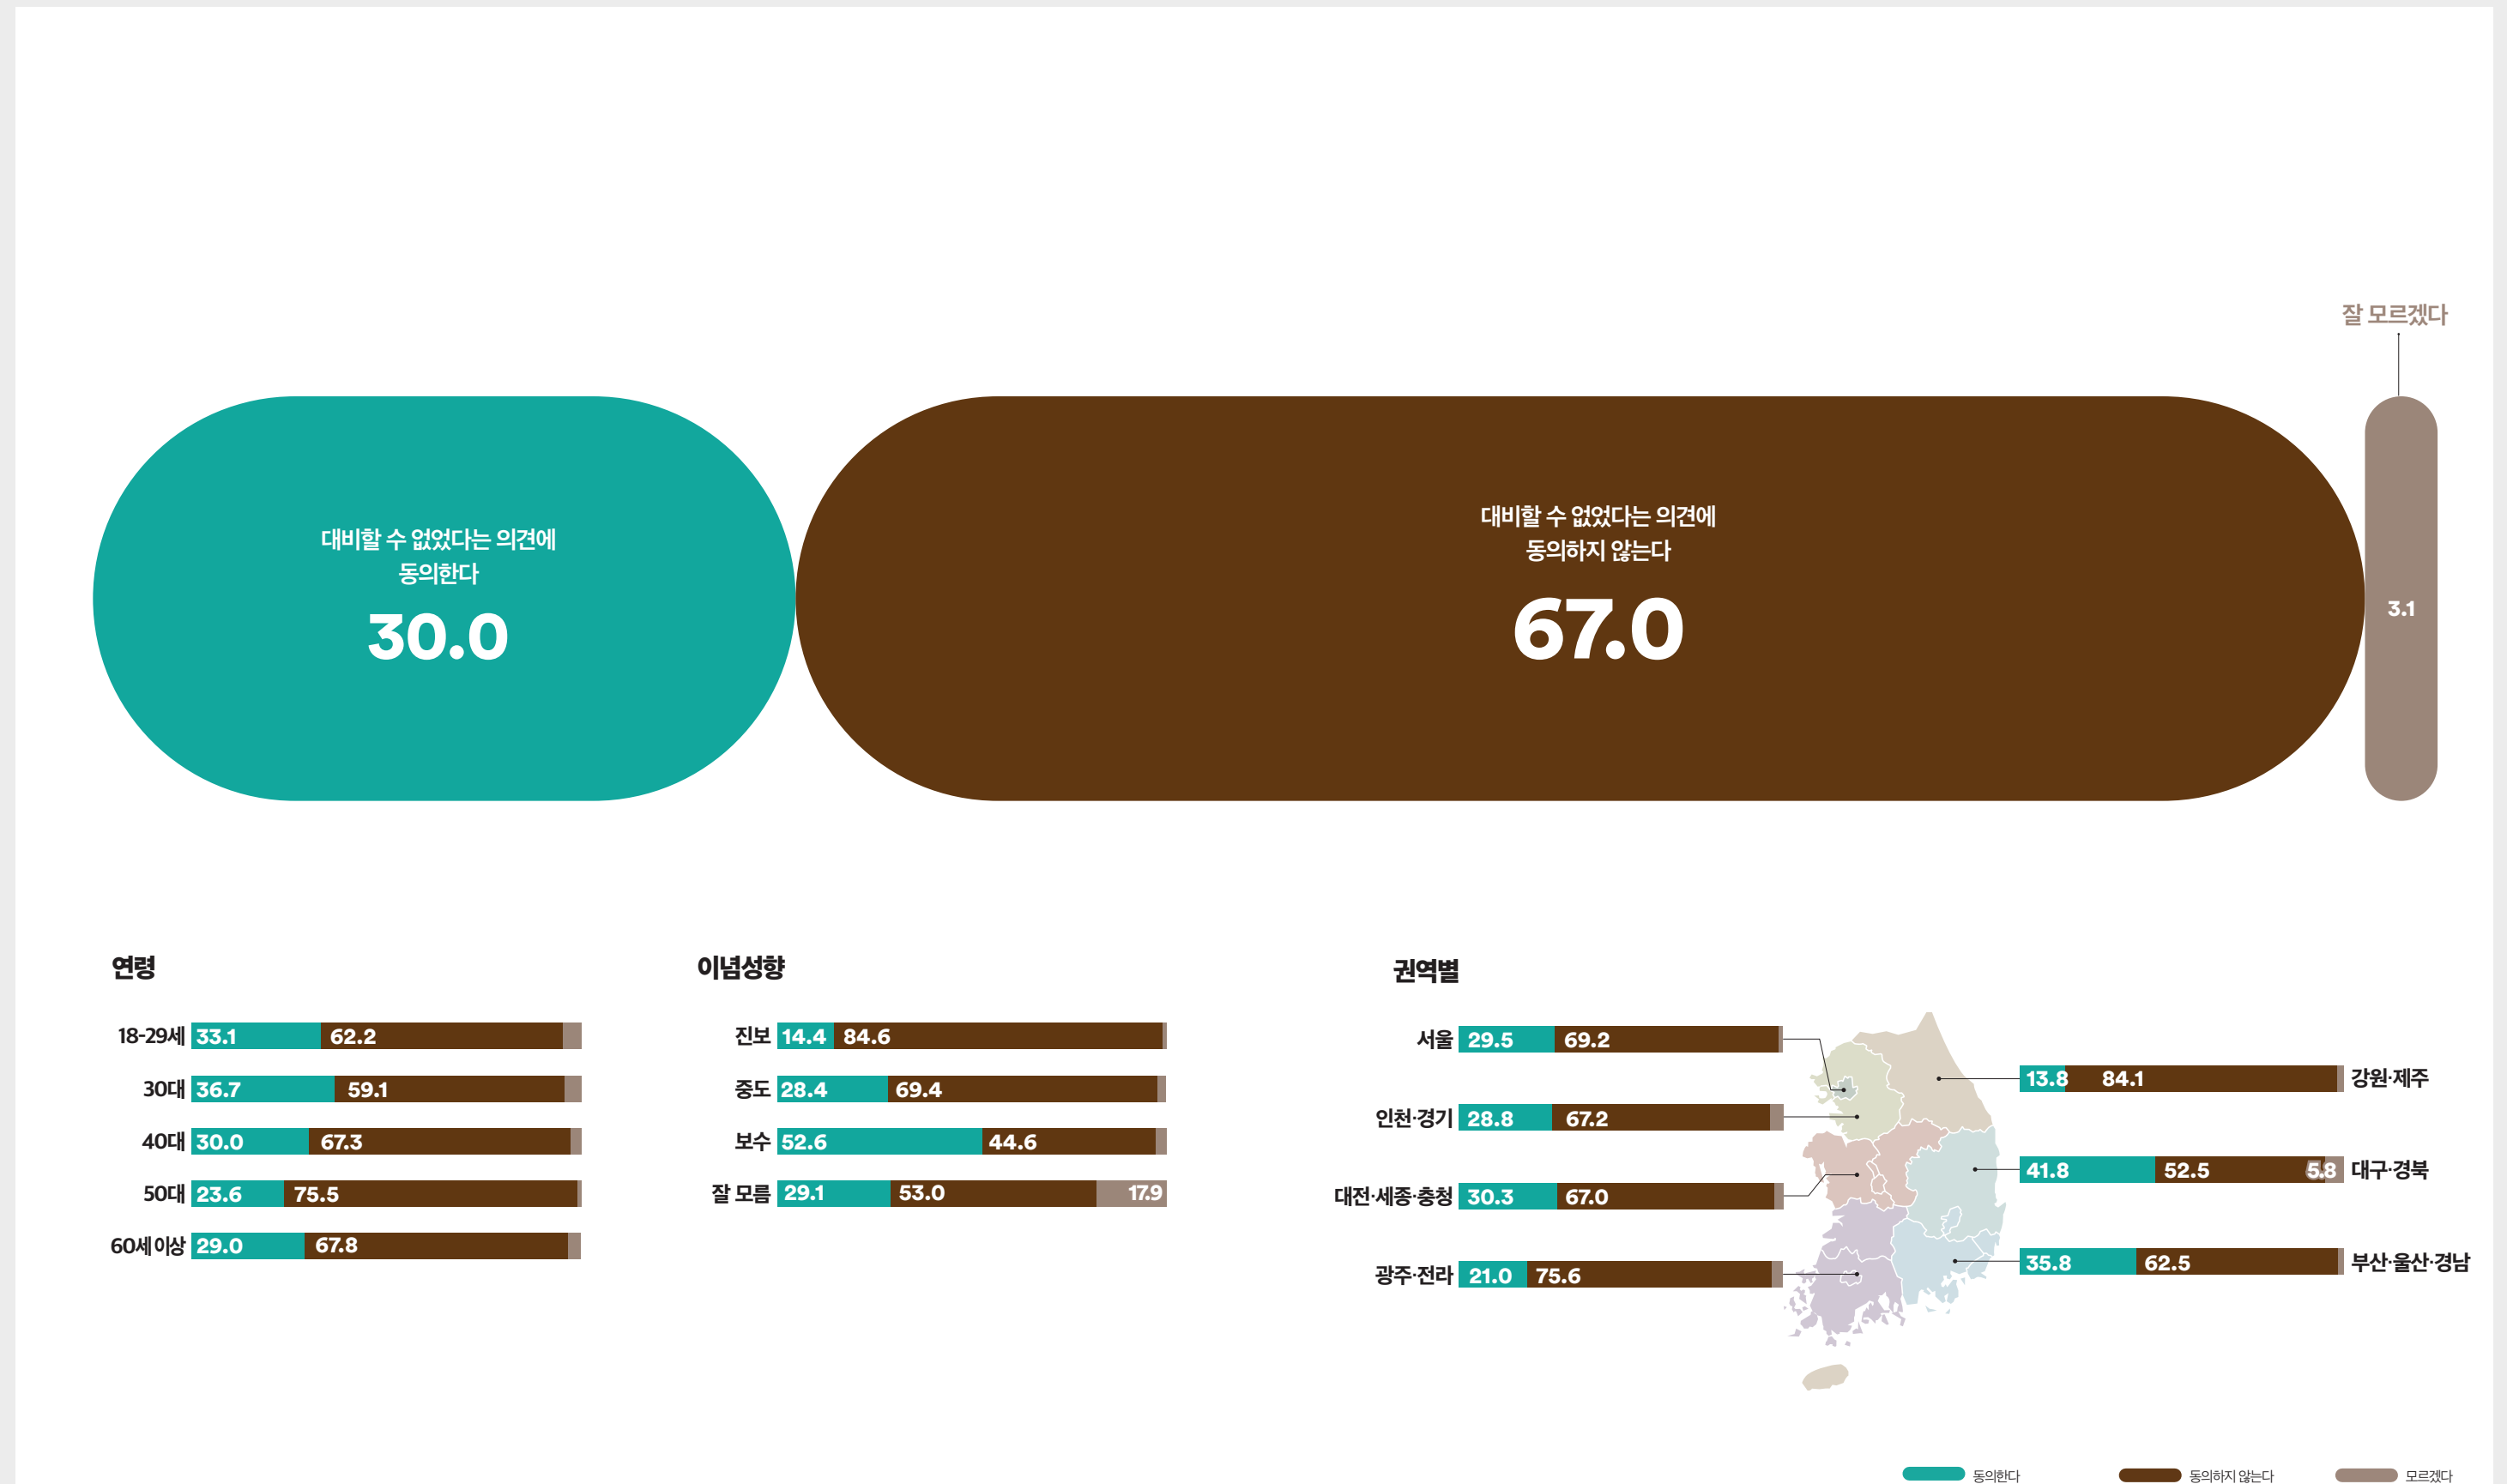 잘 모르겠다
대비할 수 없었다는 의견에
동의한다
30.0
대비할 수 없었다는 의견에
동의하지 않는다
67.0
3.1
연령
18-29세 33.1 62.2
30대 36.7 59.1
40대 30.0 67.3
50대 23.6 75.5
60세 이상 29.0 67.8
이념성향
진보 14.4 84.6
중도 28.4 69.4
보수 52.6 44.6
잘 모름 29.1 53.0 17.9
권역별
서울 29.5 69.2
인천·경기 28.8 67.2
대전·세종·충청 30.3 67.0
광주·전라 21.0 75.6
13.8 84.1 강원·제주
41.8 52.5 5.8 대구·경북
35.8 62.5 부산·울산·경남
동의한다 동의하지 않는다 모르겠다